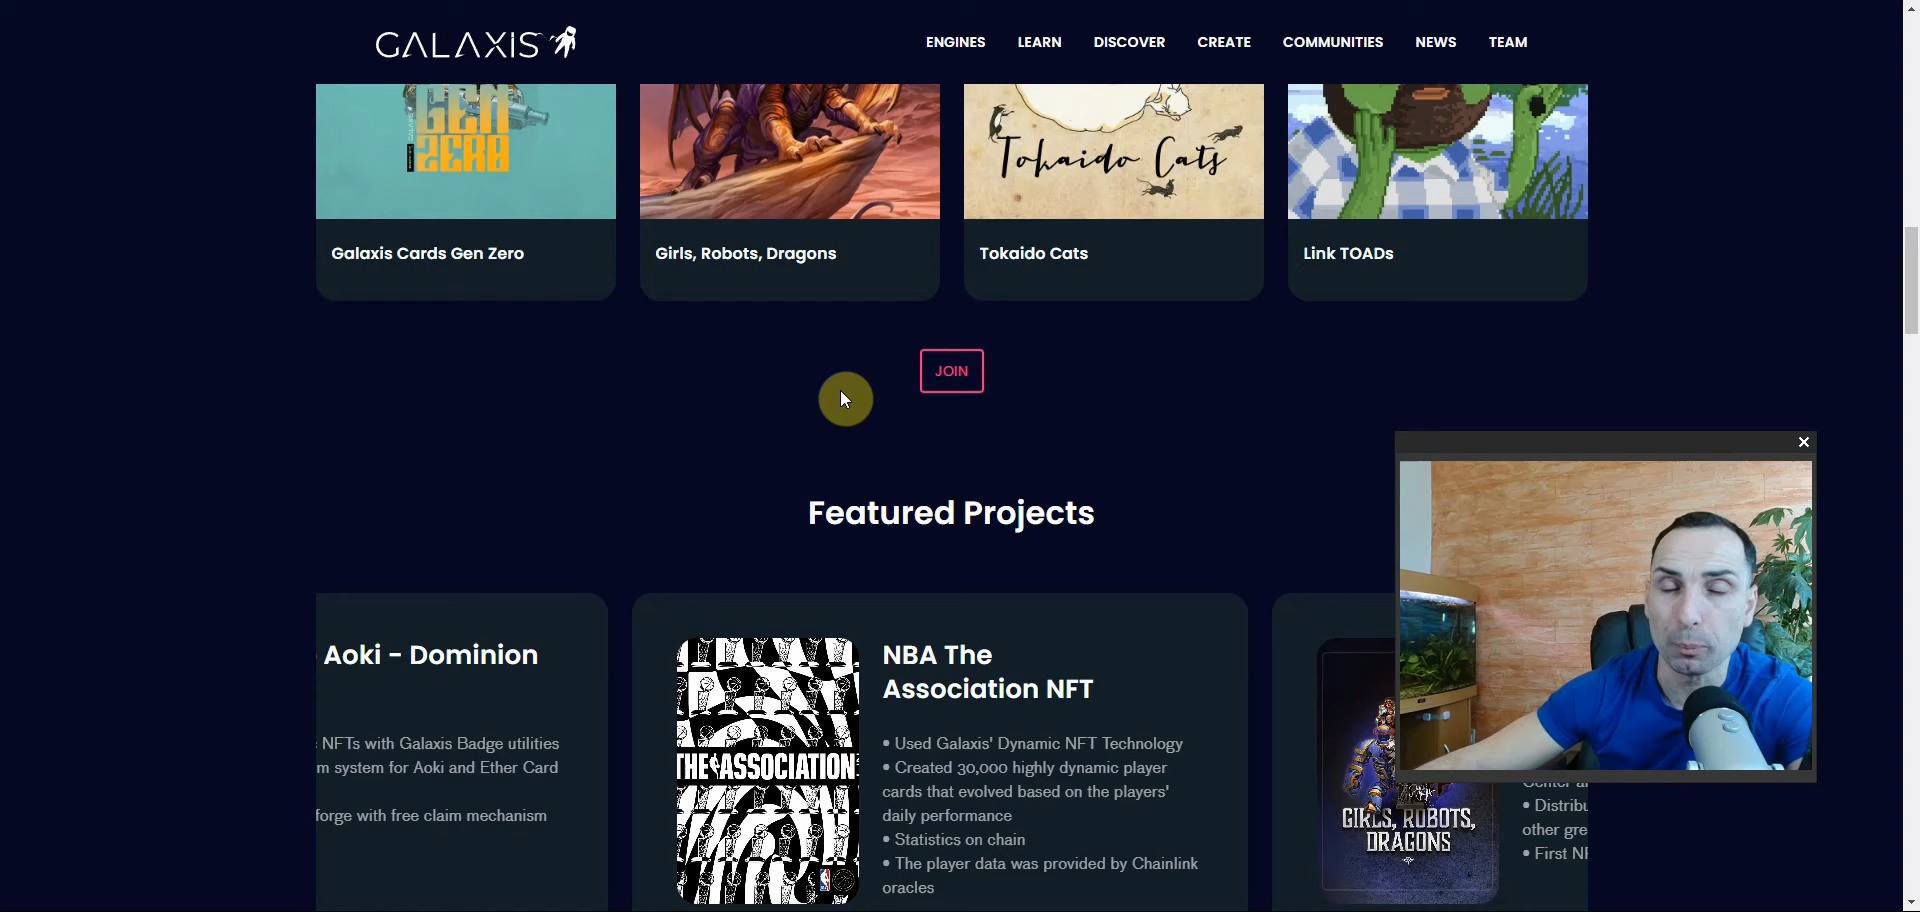 GALAXIS
ENGINES LEARN DISCOVER CREATE COMMUNITIES NEWS TEAM
GEN
ZERO
Tokaido Cats
Galaxis Cards Gen Zero
Girls, Robots, Dragons
Tokaido Cats
Link TOADs
JOIN
Featured Projects
Aoki - Dominion
NFTs with Galaxis Badge utilities
m system for Aoki and Ether Card
forge with free claim mechanism
THE ASSOCIATION
NBA The
Association NFT
• Used Galaxis' Dynamic NFT Technology
• Created 30,000 highly dynamic player
cards that evolved based on the players'
daily performance
• Statistics on chain
• The player data was provided by Chainlink
oracles
GIRLS, ROBOTS,
DRAGONS
• Distribu
other gre
• First NF